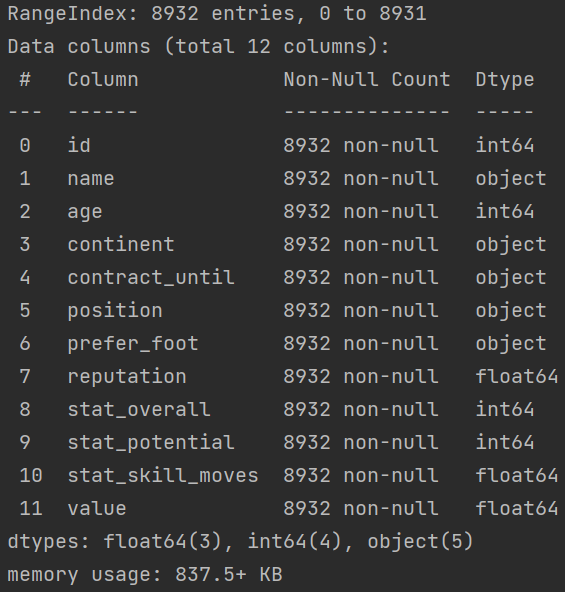 RangeIndex: 8932 entries, 0 to 8931
Data columns (total 12 columns):
 #   Column            Non-Null Count  Dtype
---  ------            --------------  -----
 0   id                8932 non-null   int64
 1   name              8932 non-null   object
 2   age               8932 non-null   int64
 3   continent         8932 non-null   object
 4   contract_until    8932 non-null   object
 5   position          8932 non-null   object
 6   prefer_foot       8932 non-null   object
 7   reputation        8932 non-null   float64
 8   stat_overall      8932 non-null   int64
 9   stat_potential    8932 non-null   int64
 10  stat_skill_moves  8932 non-null   float64
 11  value             8932 non-null   float64
dtypes: float64(3), int64(4), object(5)
memory usage: 837.5+ KB